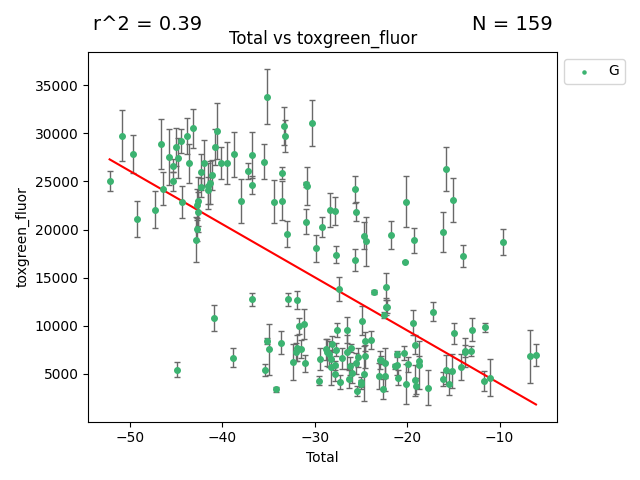 r^2 = 0.39
N = 159
Total vs toxgreen_fluor
G
35000
30000
25000
20000
15000
10000
5000
toxgreen_fluor
−50
−40
−30
−20
−10
Total